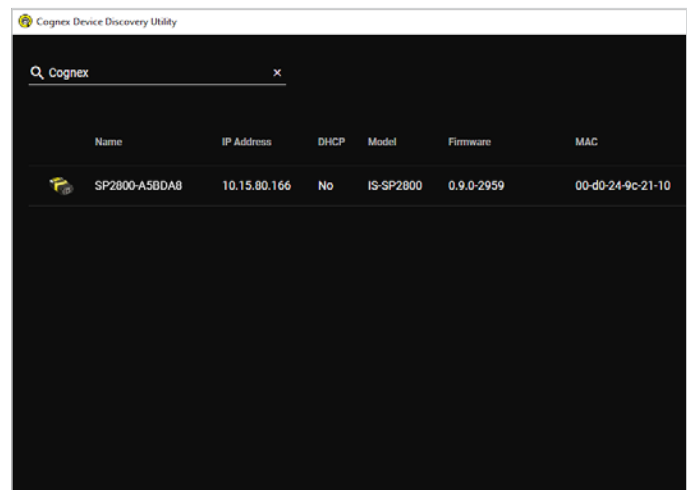 Cognex Device Discovery Utility
Cognex ×
Name IP Address DHCP Model Firmware MAC
SP2800-A5BDA8 10.15.80.166 No IS-SP2800 0.9.0-2959 00-d0-24-9c-21-10